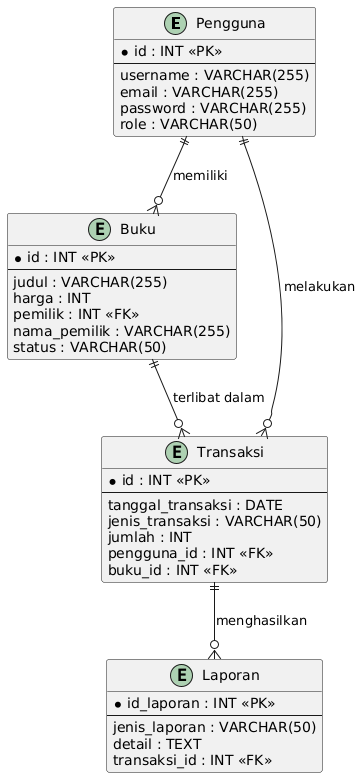 E Pengguna
id : INT «PK»
username : VARCHAR(255)
email : VARCHAR(255)
password : VARCHAR(255)
role : VARCHAR(50)
memiliki
E Buku
id : INT «PK»
judul : VARCHAR(255)
harga : INT
pemilik : INT «FK»
nama_pemilik : VARCHAR(255)
status : VARCHAR(50)
melakukan
terlibat dalam
E Transaksi
id : INT «PK»
tanggal_transaksi : DATE
jenis_transaksi : VARCHAR(50)
jumlah : INT
pengguna_id : INT «FK»
buku_id : INT «FK»
menghasilkan
E Laporan
id_laporan : INT «PK»
jenis_laporan : VARCHAR(50)
detail : TEXT
transaksi_id : INT «FK»